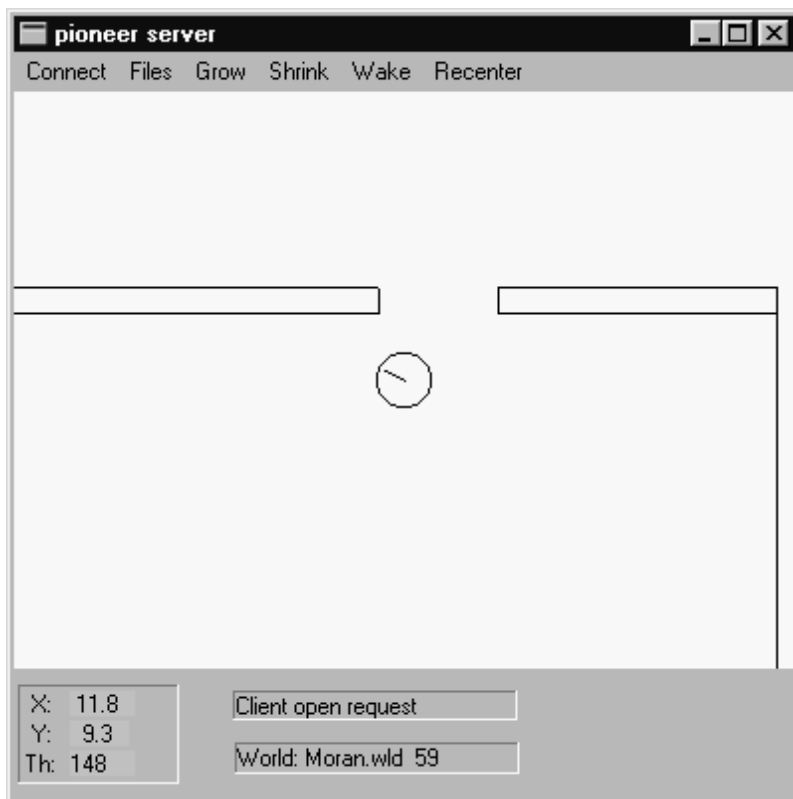 pioneer server
Connect Files Grow Shrink Wake Recenter
X: 11.8
Y: 9.3
Th: 148
Client open request
World: Moran.wld 59